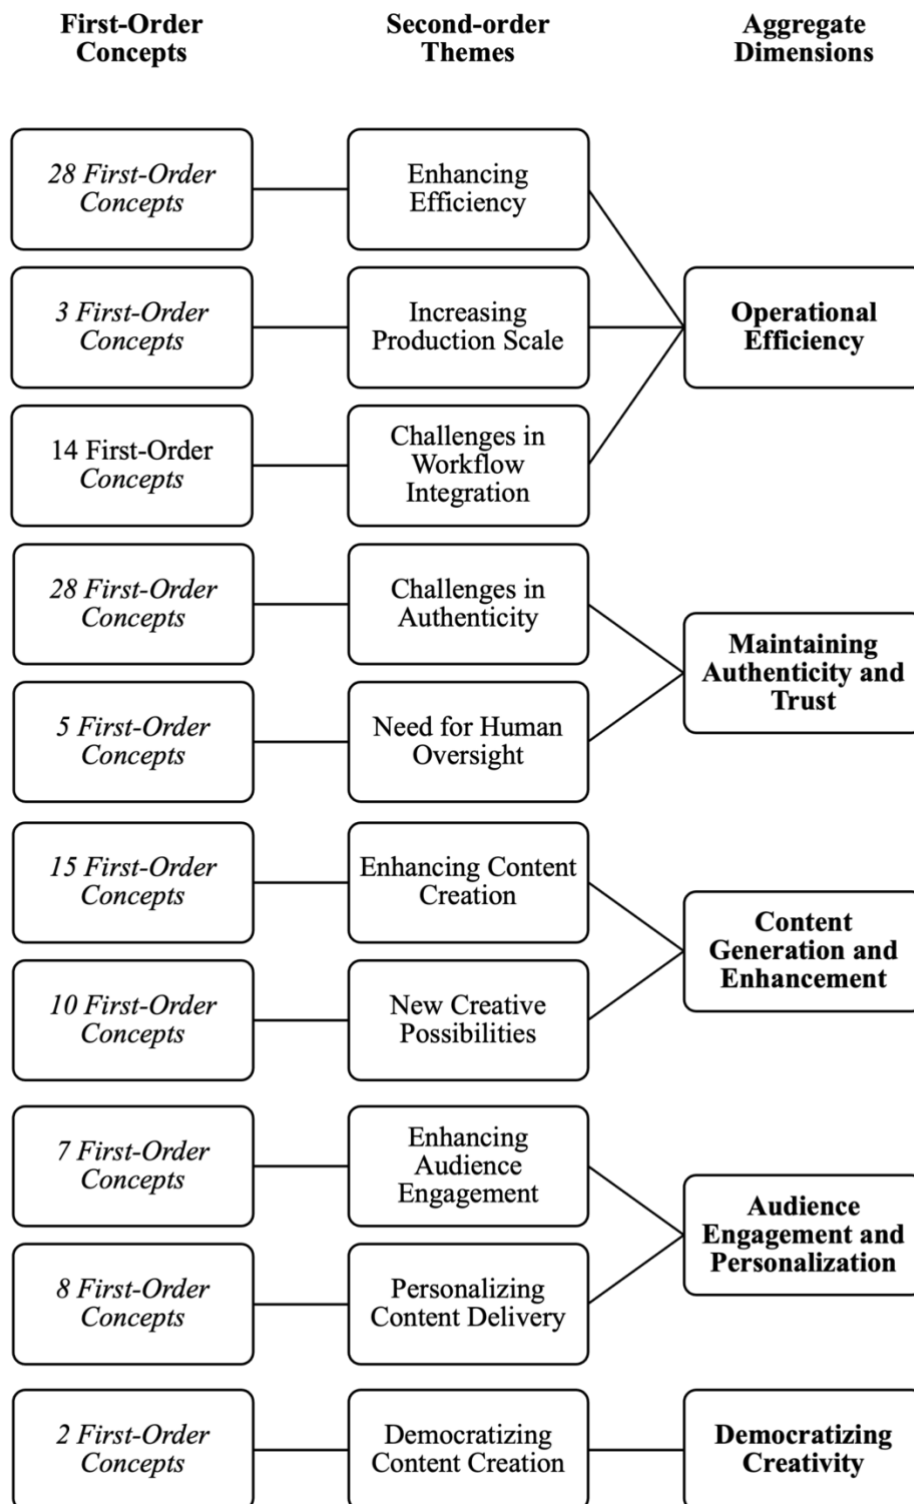 First-Order
Concepts
Second-order
Themes
Aggregate
Dimensions
28 First-Order
Concepts
Enhancing
Efficiency
3 First-Order
Concepts
Increasing
Production Scale
Operational
Efficiency
14 First-Order
Concepts
Challenges in
Workflow
Integration
28 First-Order
Concepts
Challenges in
Authenticity
Maintaining
Authenticity and
Trust
5 First-Order
Concepts
Need for Human
Oversight
15 First-Order
Concepts
Enhancing Content
Creation
Content
Generation and
Enhancement
10 First-Order
Concepts
New Creative
Possibilities
7 First-Order
Concepts
Enhancing
Audience
Engagement
Audience
Engagement and
Personalization
8 First-Order
Concepts
Personalizing
Content Delivery
2 First-Order
Concepts
Democratizing
Content Creation
Democratizing
Creativity